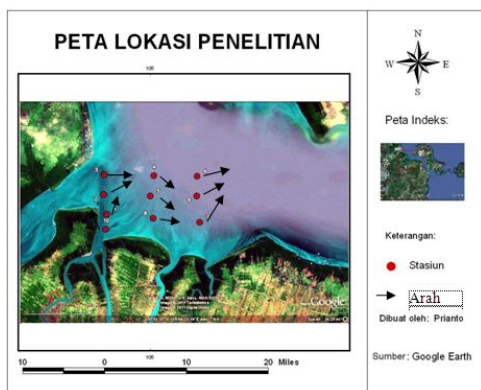 PETA LOKASI PENELITIAN
N
W E
S
Peta Indeks:
Keterangan:
Stasiun
Arah
Dibuat oleh: Prianto
Sumber: Google Earth
Google
10 0 10 20 Miles